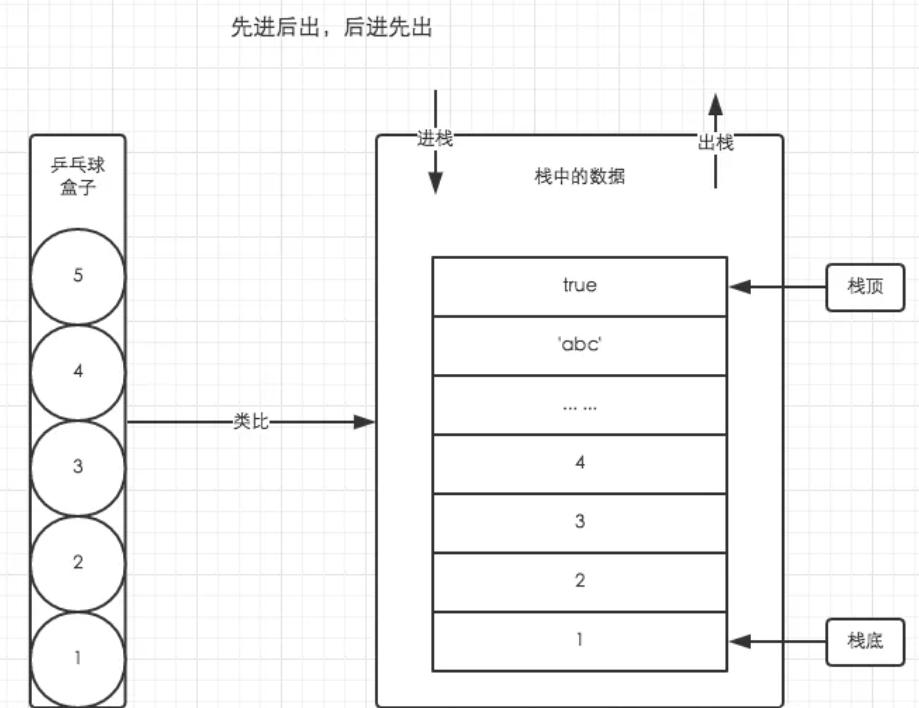 先进后出，后进先出
进栈
出栈
乒乓球
盒子
栈中的数据
5
true
栈顶
'abc'
4
... ...
类比
4
3
3
2
2
1
栈底
1